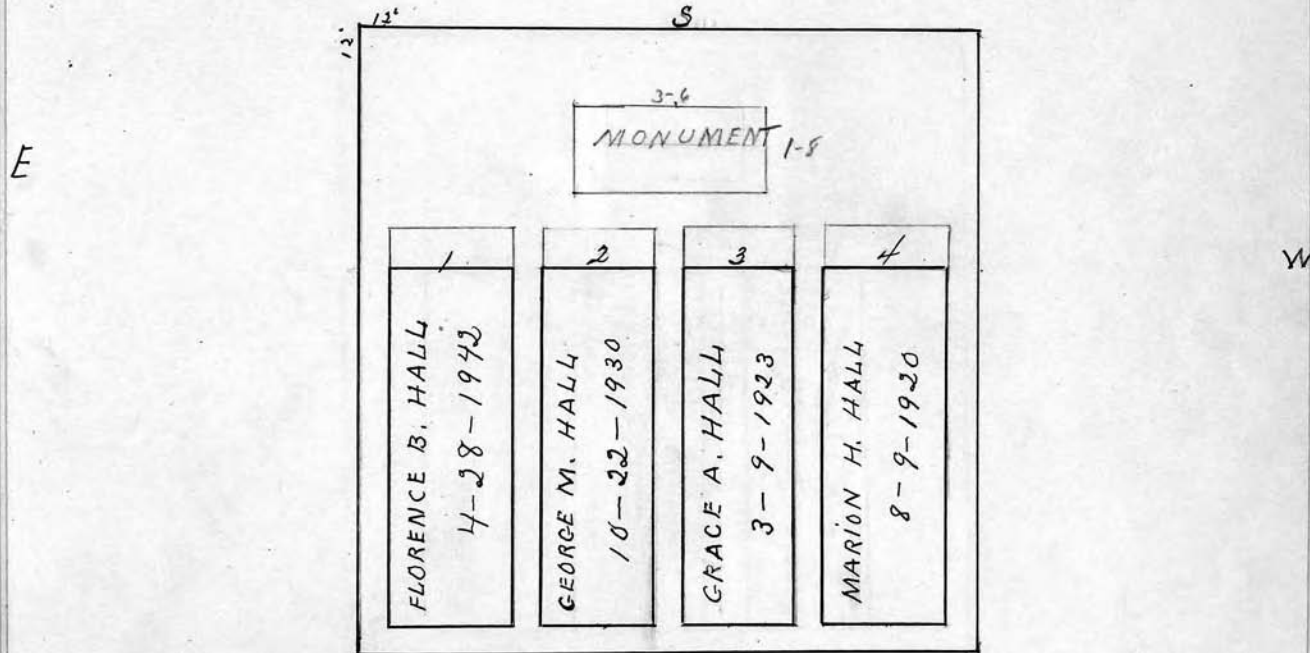 S
12'
12'
E
3-6
MONUMENT
1-8
W
1
2
3
4
FLORENCE B. HALL
4-28-1942
GEORGE M. HALL
10-22-1930
GRACE A. HALL
3-9-1923
MARION H. HALL
8-9-1920